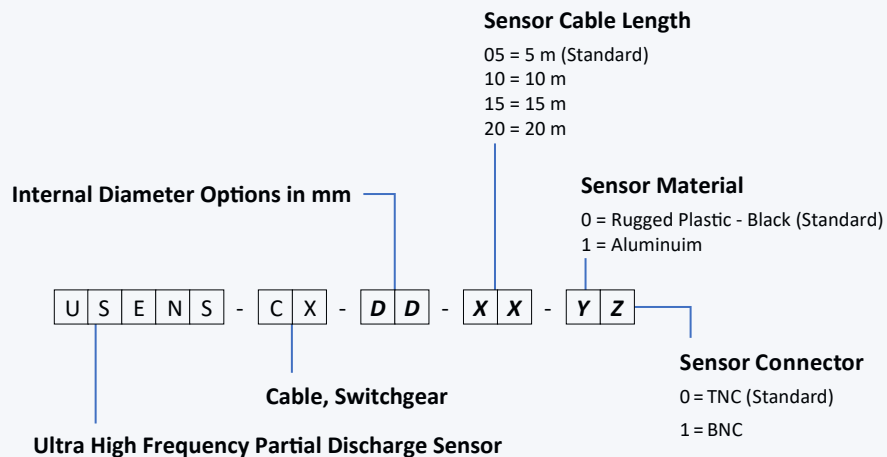 Sensor Cable Length
05 = 5 m (Standard)
10 = 10 m
15 = 15 m
20 = 20 m
Internal Diameter Options in mm
Sensor Material
0 = Rugged Plastic - Black (Standard)
1 = Aluminuim
U S E N S - C X - D D - X X - Y Z
Sensor Connector
0 = TNC (Standard)
1 = BNC
Cable, Switchgear
Ultra High Frequency Partial Discharge Sensor